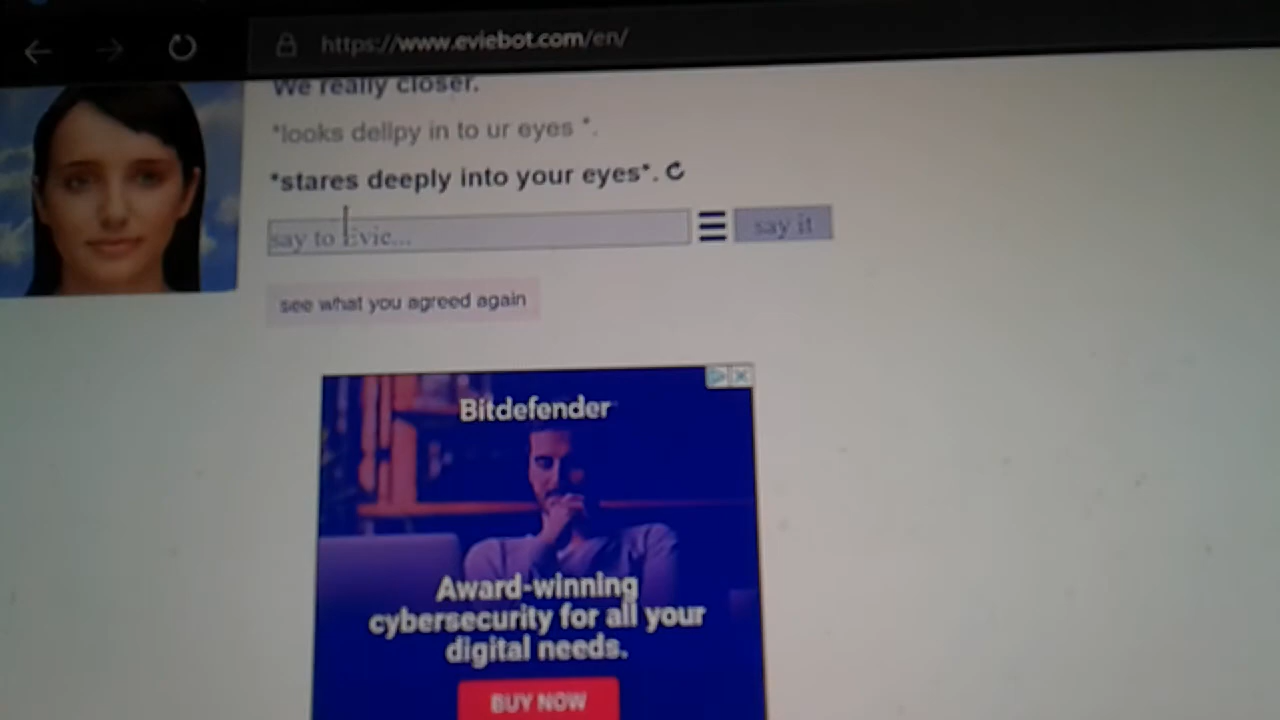 https://www.eviebot.com/en/
We really closer.
*looks dellpy in to ur eyes *.
*stares deeply into your eyes*.
say to Evie...
say it
see what you agreed again
Bitdefender
Award-winning
cybersecurity for all your
digital needs.
BUY NOW